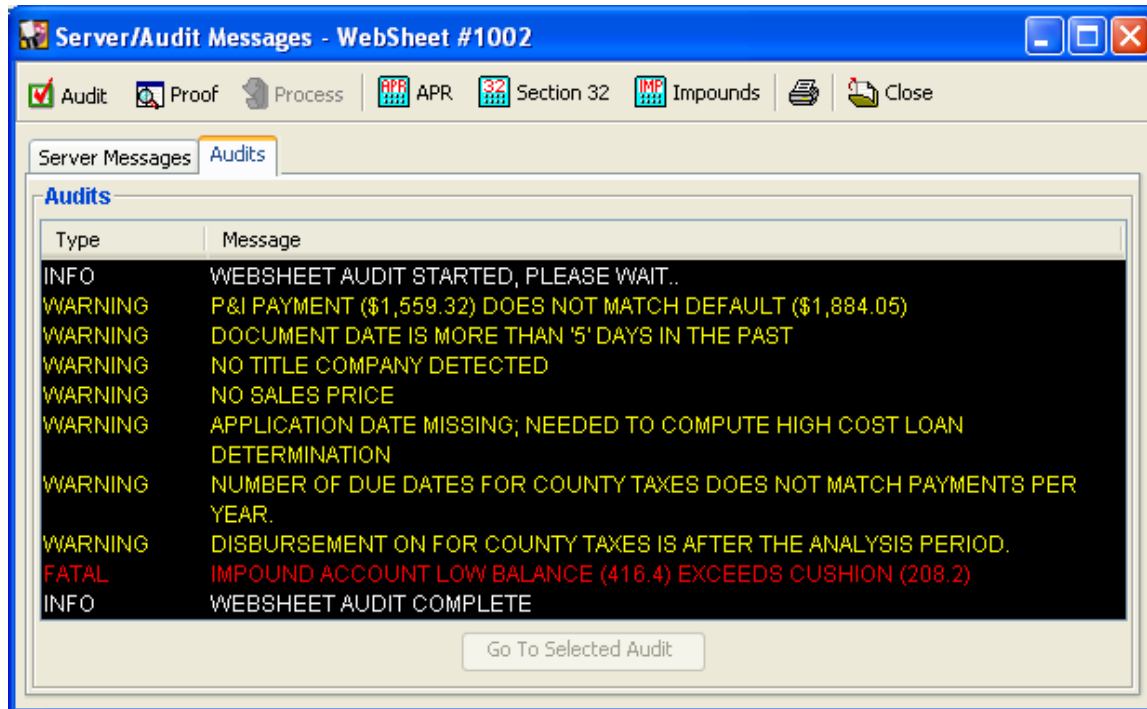 Server/Audit Messages - WebSheet #1002
Audit Proof Process APR APR 32 Section 32 IMP Impounds Close
Server Messages Audits
Audits
Type Message
INFO WEBSHEET AUDIT STARTED, PLEASE WAIT..
WARNING P&I PAYMENT ($1,559.32) DOES NOT MATCH DEFAULT ($1,884.05)
WARNING DOCUMENT DATE IS MORE THAN '5' DAYS IN THE PAST
WARNING NO TITLE COMPANY DETECTED
WARNING NO SALES PRICE
WARNING APPLICATION DATE MISSING; NEEDED TO COMPUTE HIGH COST LOAN
DETERMINATION
WARNING NUMBER OF DUE DATES FOR COUNTY TAXES DOES NOT MATCH PAYMENTS PER
YEAR.
WARNING DISBURSEMENT ON FOR COUNTY TAXES IS AFTER THE ANALYSIS PERIOD.
FATAL IMPOUND ACCOUNT LOW BALANCE (416.4) EXCEEDS CUSHION (208.2)
INFO WEBSHEET AUDIT COMPLETE
Go To Selected Audit